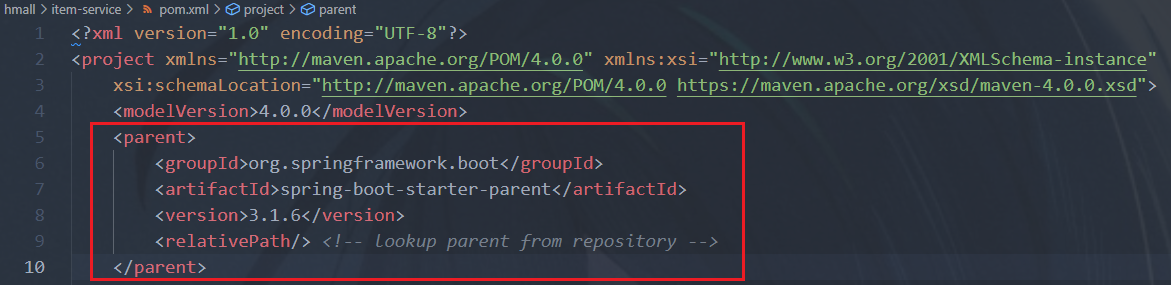 hmall > item-service > pom.xml > project > parent
1 <?xml version="1.0" encoding="UTF-8"?>
2 <project xmlns="http://maven.apache.org/POM/4.0.0" xmlns:xsi="http://www.w3.org/2001/XMLSchema-instance"
3 xsi:schemaLocation="http://maven.apache.org/POM/4.0.0 https://maven.apache.org/xsd/maven-4.0.0.xsd">
4 <modelVersion>4.0.0</modelVersion>
5 <parent>
6 <groupId>org.springframework.boot</groupId>
7 <artifactId>spring-boot-starter-parent</artifactId>
8 <version>3.1.6</version>
9 <relativePath/> <!-- lookup parent from repository -->
10 </parent>